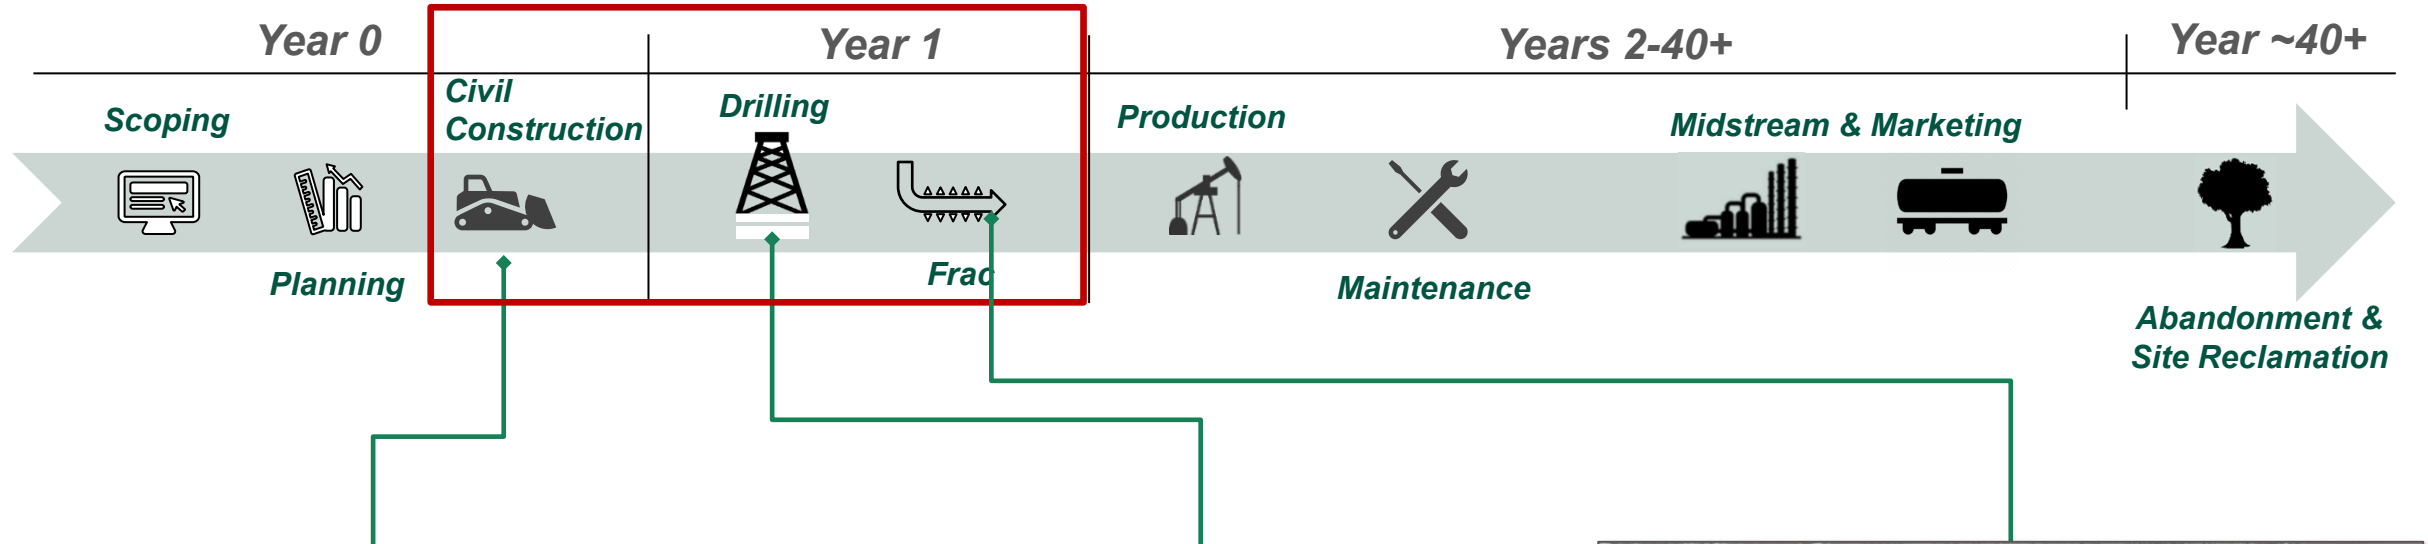 Year 0
Year 1
Years 2-40+
Year ~40+
Scoping
Planning
Civil
Construction
Drilling
Frac
Production
Maintenance
Midstream & Marketing
Abandonment &
Site Reclamation